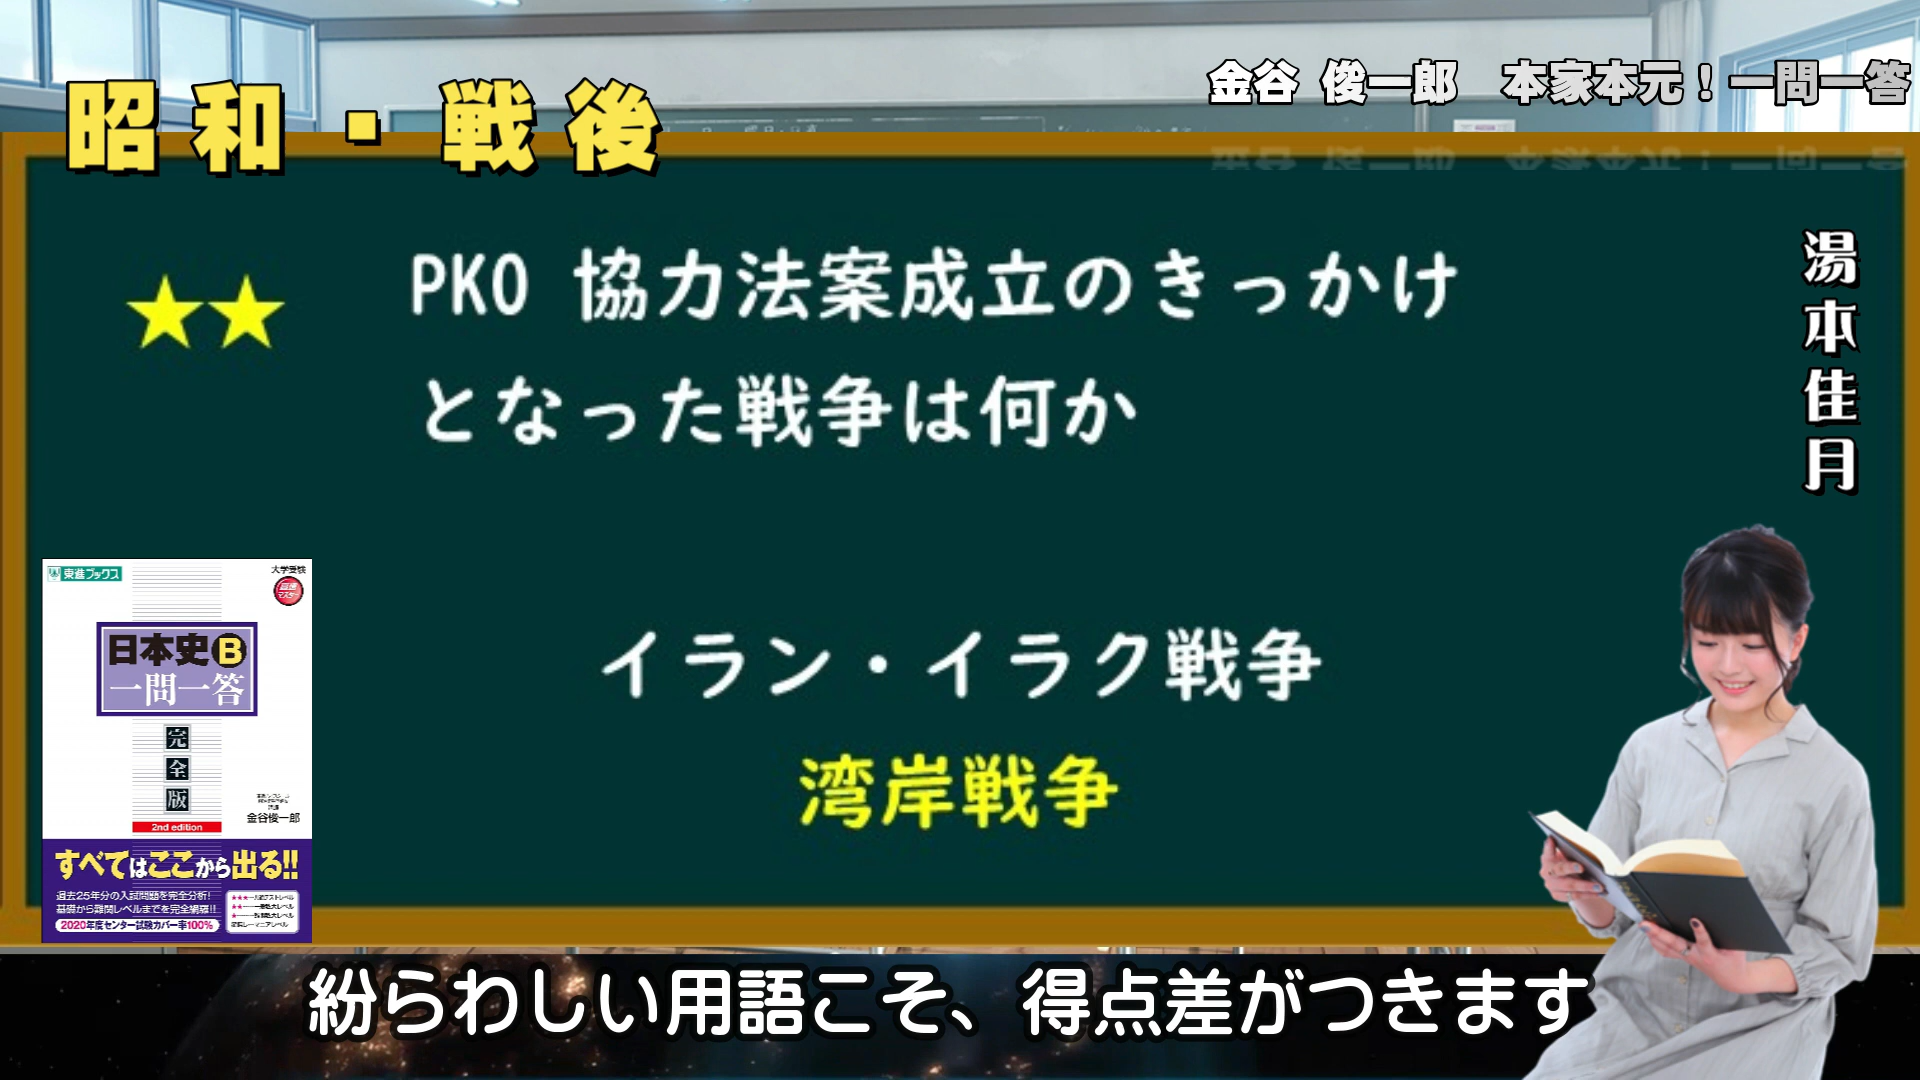 昭和・戦後
金谷 俊一郎 本家本元！一問一答
★★
PKO 協力法案成立のきっかけ
となった戦争は何か
湯本佳月
イラン・イラク戦争
湾岸戦争
東進ブックス
大学受験
日本史B
一問一答
完全版
2nd edition
金谷俊一郎
すべてはここから出る!!
過去25年分の入試問題を完全分析!
基礎から難関レベルまでを完全網羅!!
2020年度センター試験カバー率100%
紛らわしい用語こそ、得点差がつきます